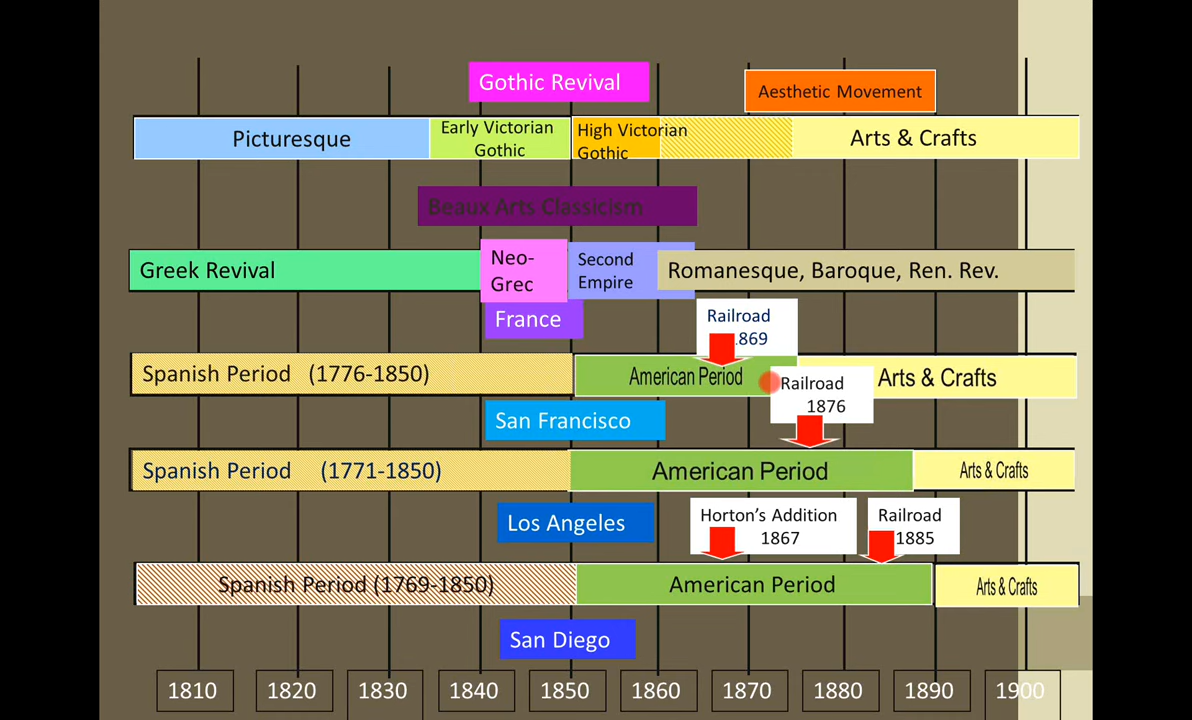 Gothic Revival
Aesthetic Movement
Picturesque
Early Victorian
Gothic
High Victorian
Gothic
Arts & Crafts
Beaux Arts Classicism
Greek Revival
Neo-
Grec
Second
Empire
Romanesque, Baroque, Ren. Rev.
France
Railroad
1869
Spanish Period (1776-1850)
American Period
Arts & Crafts
Railroad
1876
San Francisco
Spanish Period (1771-1850)
American Period
Arts & Crafts
Los Angeles
Horton's Addition
1867
Railroad
1885
Spanish Period (1769-1850)
American Period
Arts & Crafts
San Diego
1810 1820 1830 1840 1850 1860 1870 1880 1890 1900